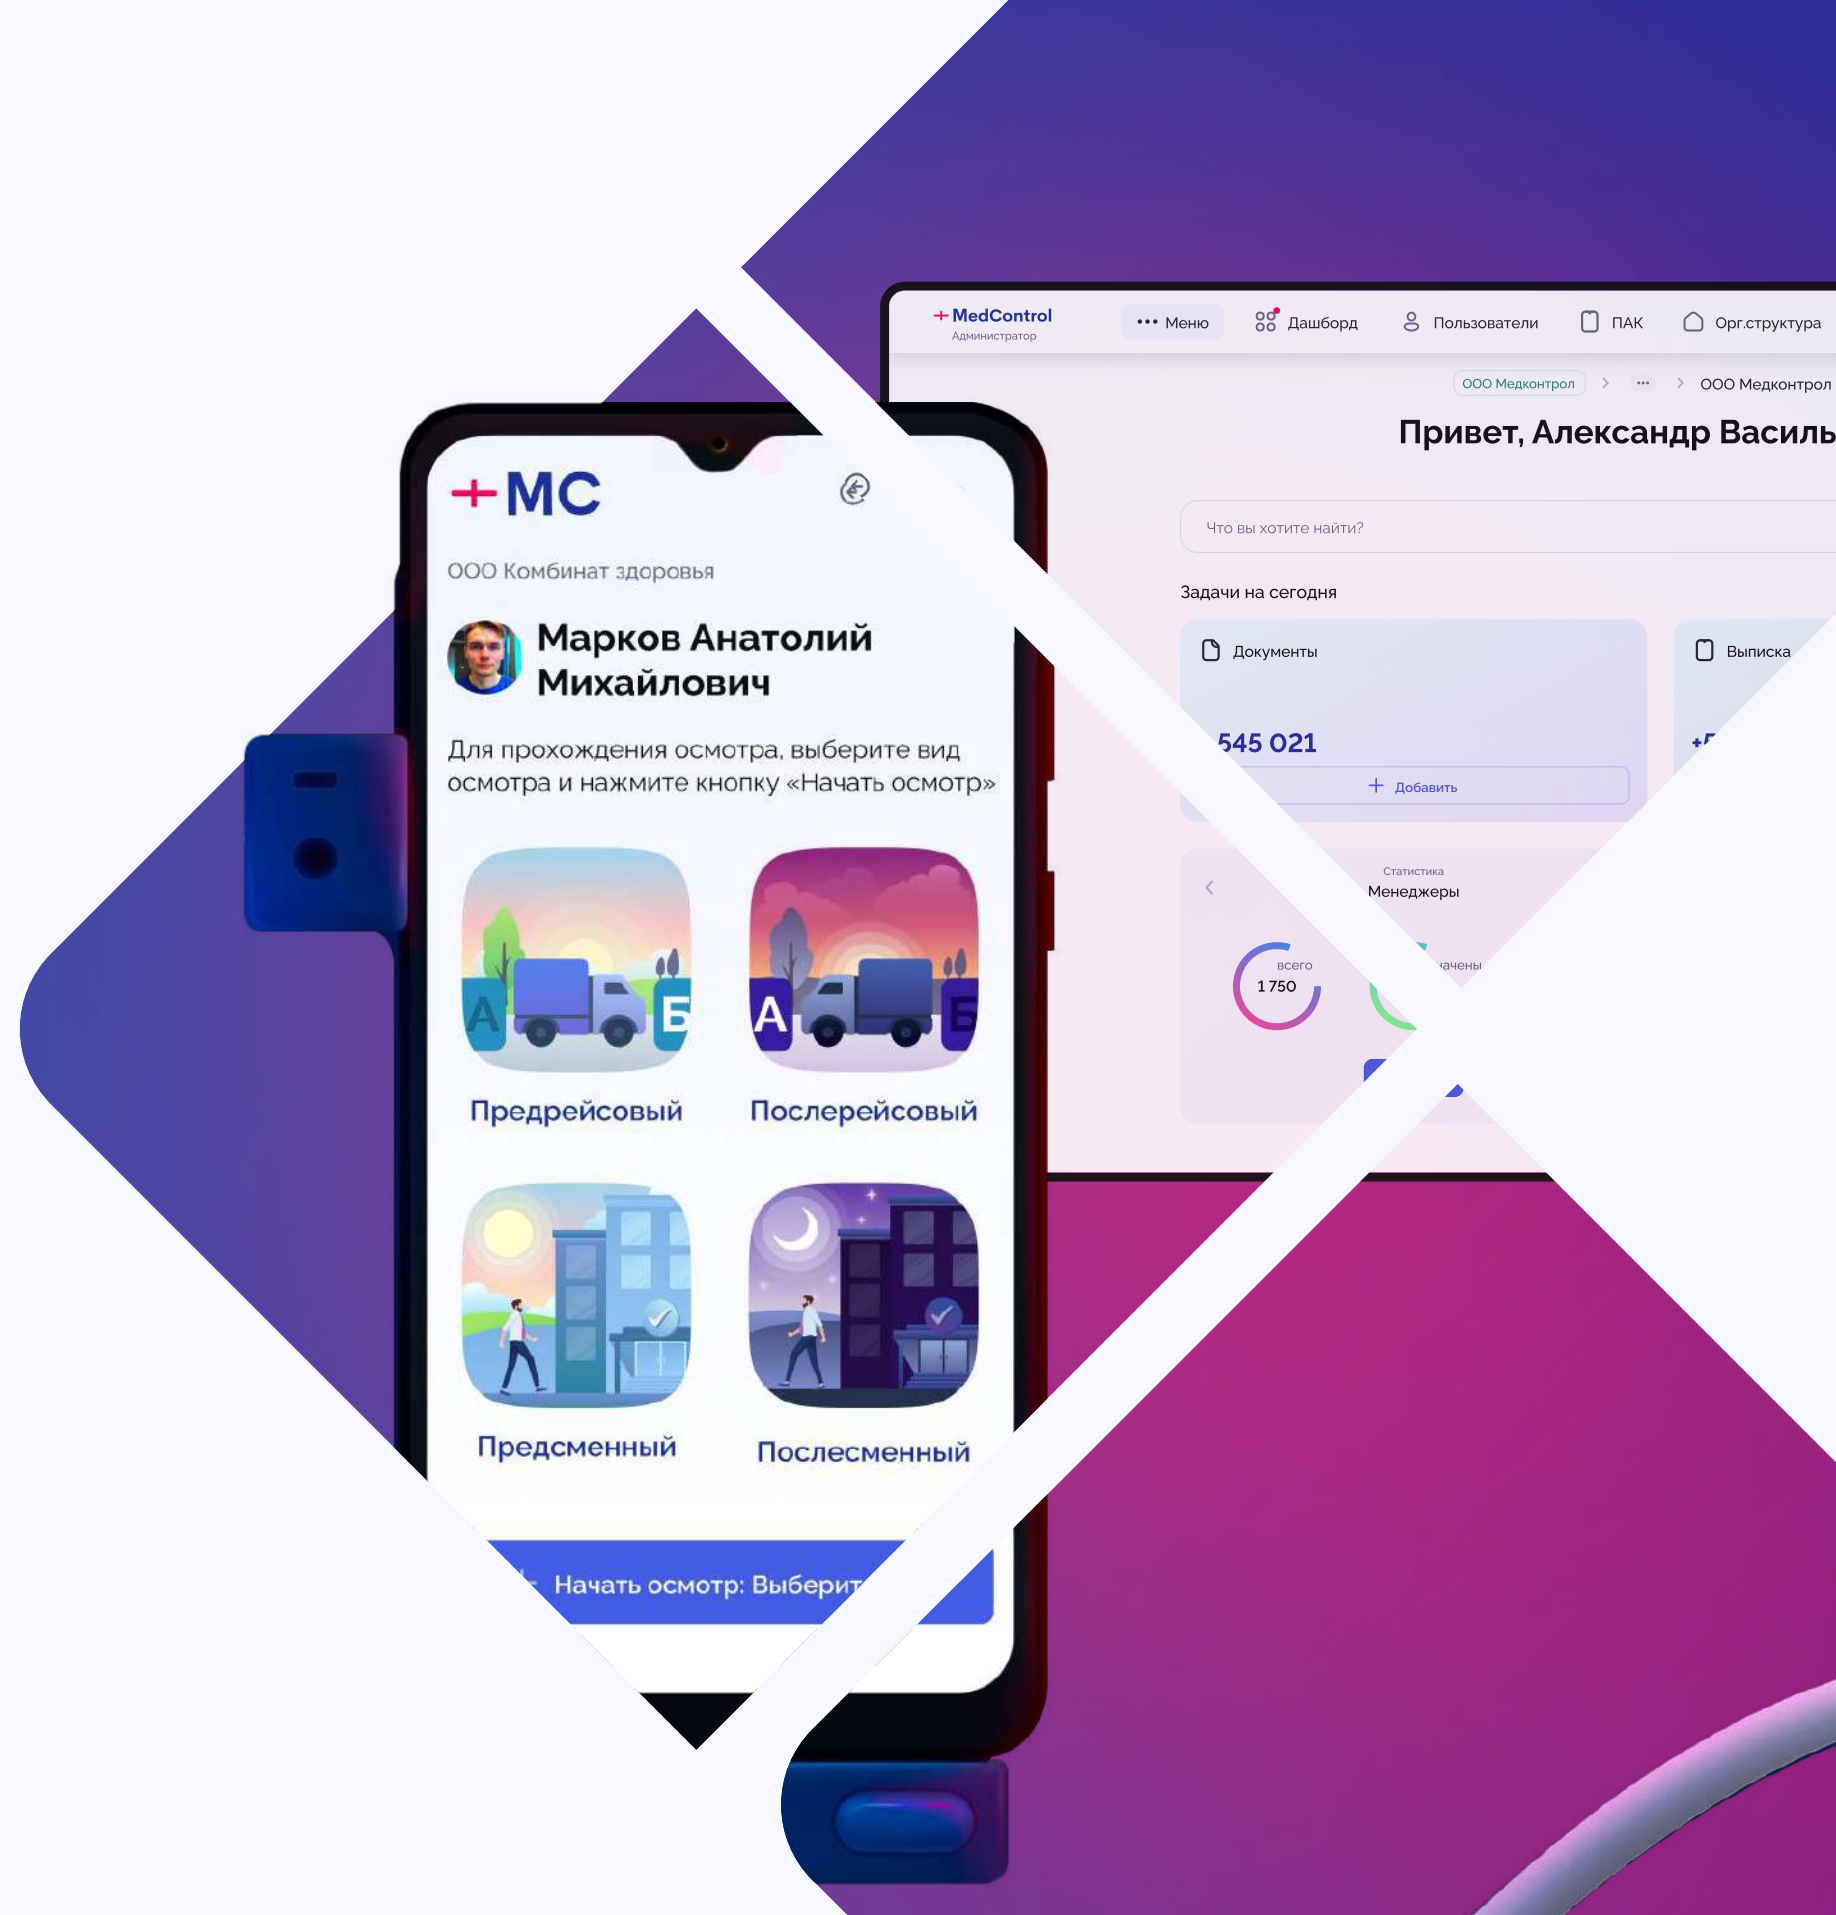 MedControl
Администратор
Меню
Дашборд
Пользователи
ПАК
Орг.структура
ООО Медконтрол
ООО Медконтрол
Привет, Александр Василь
Что вы хотите найти?
Задачи на сегодня
Документы
Выписка
545 021
Добавить
Статистика
Менеджеры
всего
1 750
МС
ООО Комбинат здоровья
Марков Анатолий
Михайлович
Для прохождения осмотра, выберите вид
осмотра и нажмите кнопку «Начать осмотр»
А Б
А Б
Предрейсовый
Послерейсовый
Предсменный
Послесменный
Начать осмотр: Выберит